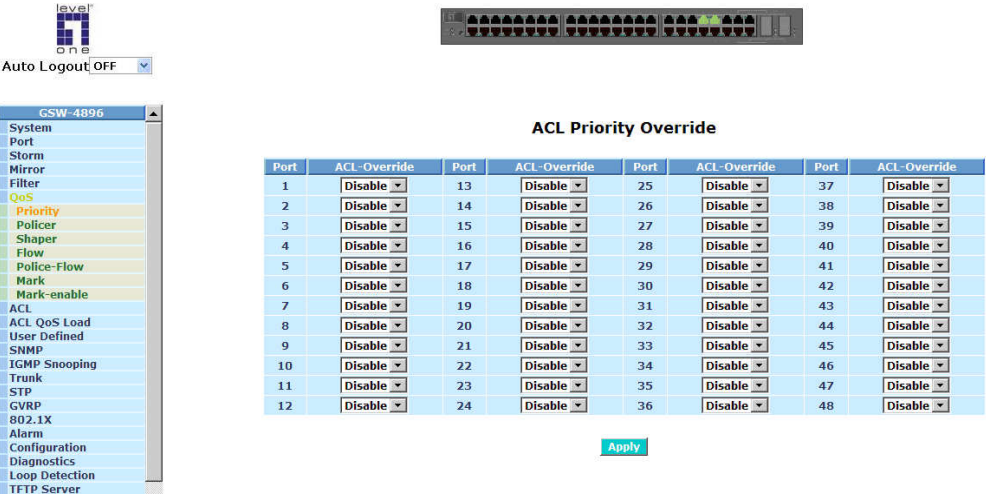 level
one
Auto Logout OFF
GSW-4896
System
Port
Storm
Mirror
Filter
QoS
Priority
Policer
Shaper
Flow
Police-Flow
Mark
Mark-enable
ACL
ACL QoS Load
User Defined
SNMP
IGMP Snooping
Trunk
STP
GVRP
802.1X
Alarm
Configuration
Diagnostics
Loop Detection
TFTP Server
ACL Priority Override
Port ACL-Override Port ACL-Override Port ACL-Override Port ACL-Override
1 Disable 13 Disable 25 Disable 37 Disable
2 Disable 14 Disable 26 Disable 38 Disable
3 Disable 15 Disable 27 Disable 39 Disable
4 Disable 16 Disable 28 Disable 40 Disable
5 Disable 17 Disable 29 Disable 41 Disable
6 Disable 18 Disable 30 Disable 42 Disable
7 Disable 19 Disable 31 Disable 43 Disable
8 Disable 20 Disable 32 Disable 44 Disable
9 Disable 21 Disable 33 Disable 45 Disable
10 Disable 22 Disable 34 Disable 46 Disable
11 Disable 23 Disable 35 Disable 47 Disable
12 Disable 24 Disable 36 Disable 48 Disable
Apply